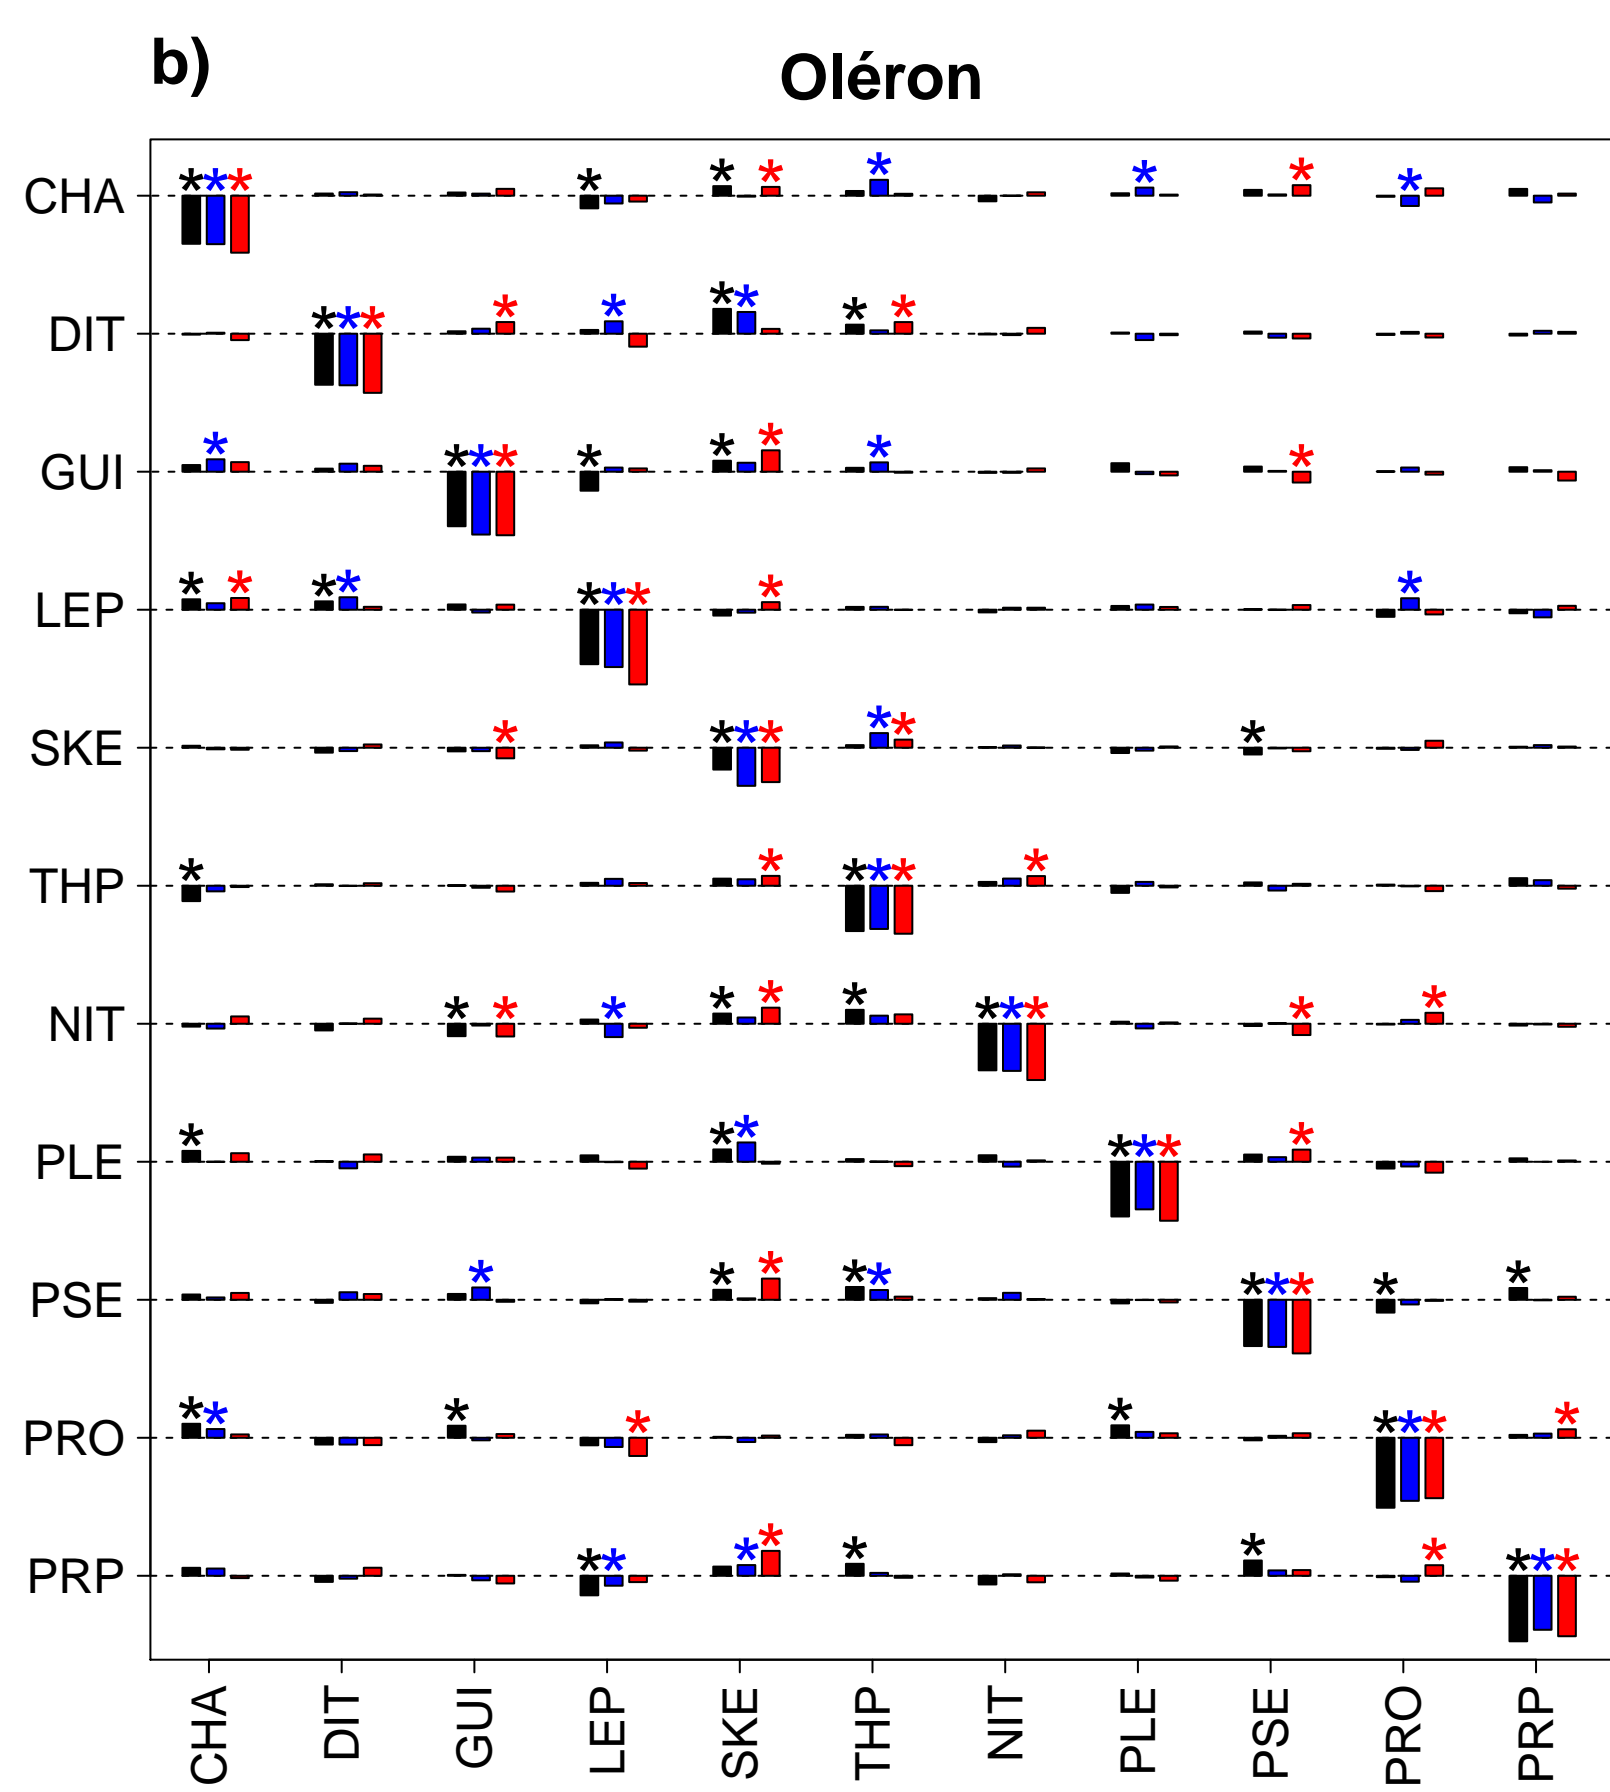 b)
Oléron
CHA
DIT
GUI
LEP
SKE
THP
NIT
PLE
PSE
PRO
PRP
CHA
DIT
GUI
LEP
SKE
THP
NIT
PLE
PSE
PRO
PRP